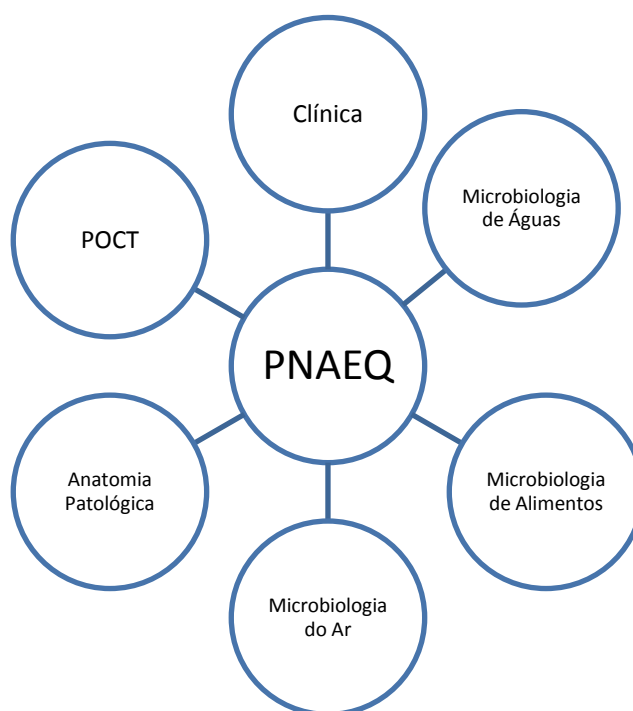 Clínica
Microbiologia
de Águas
POCT
PNAEQ
Anatomia
Patológica
Microbiologia
de Alimentos
Microbiologia
do Ar